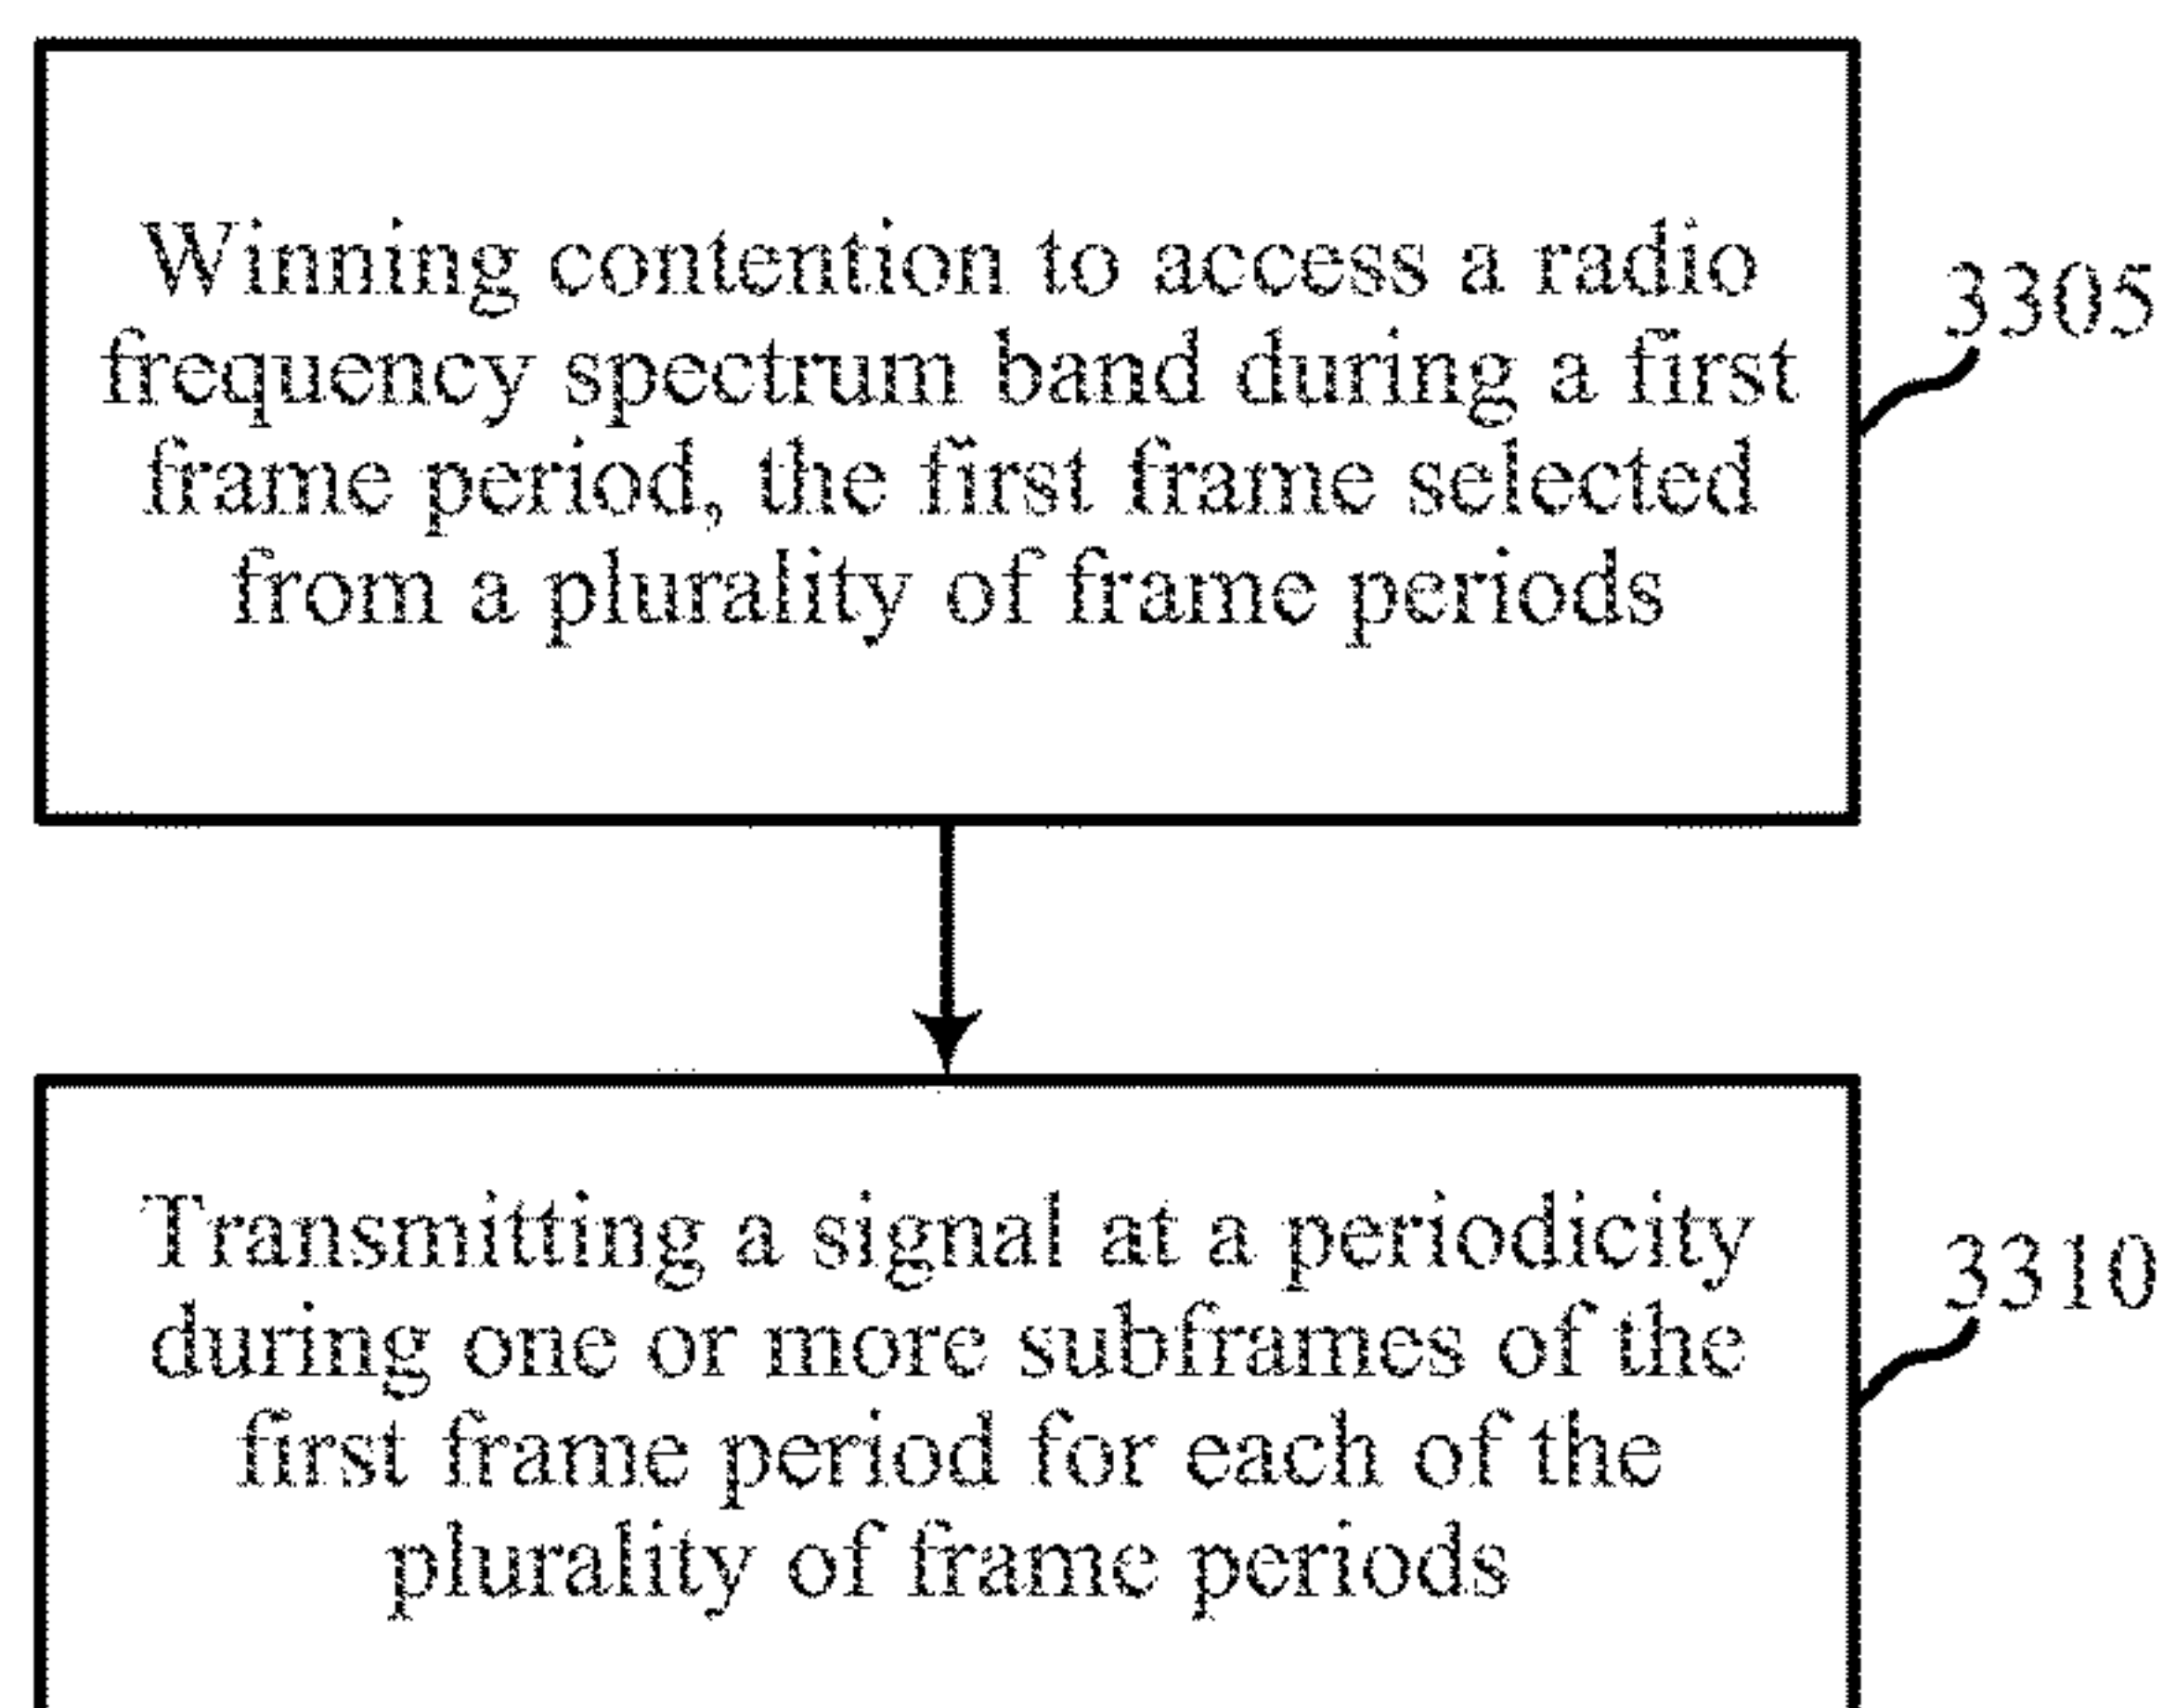 Winning contention to access a radio
frequency spectrum band during a first
frame period, the first frame selected
from a plurality of frame periods
3305
Transmitting a signal at a periodicity
during one or more subframes of the
first frame period for each of the
plurality of frame periods
3310